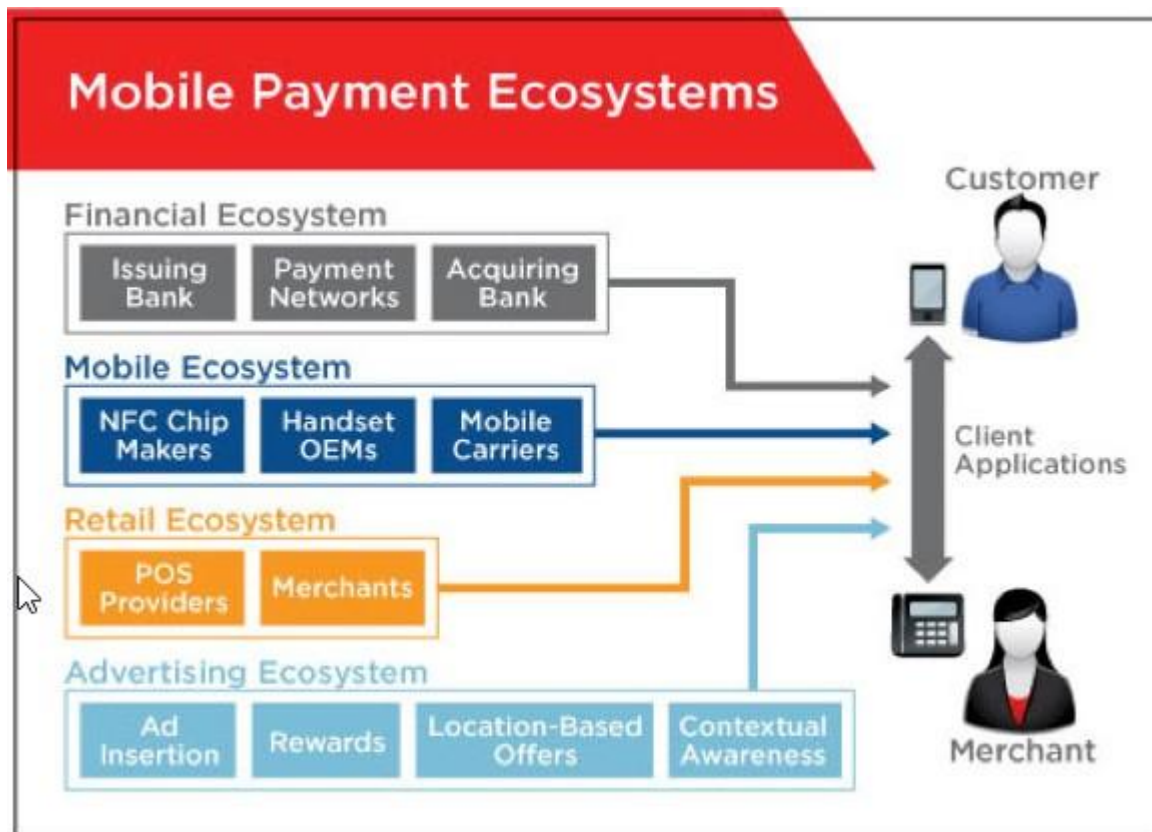 Mobile Payment Ecosystems
Customer
Financial Ecosystem
Issuing
Bank
Payment
Networks
Acquiring
Bank
Mobile Ecosystem
NFC Chip
Makers
Handset
OEMs
Mobile
Carriers
Client
Applications
Retail Ecosystem
POS
Providers
Merchants
Advertising Ecosystem
Ad
Insertion
Rewards
Location-Based
Offers
Contextual
Awareness
Merchant